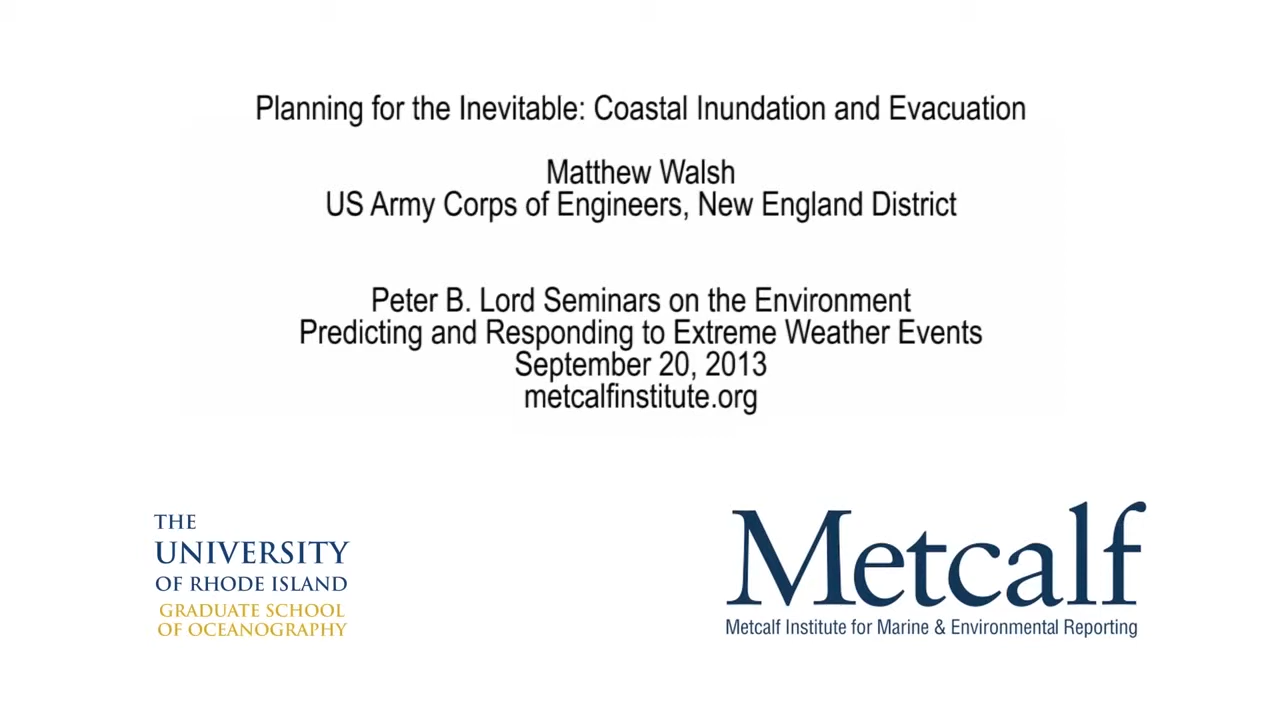 Planning for the Inevitable: Coastal Inundation and Evacuation
Matthew Walsh
US Army Corps of Engineers, New England District
Peter B. Lord Seminars on the Environment
Predicting and Responding to Extreme Weather Events
September 20, 2013
metcalfinstitute.org
THE
UNIVERSITY
OF RHODE ISLAND
GRADUATE SCHOOL
OF OCEANOGRAPHY
Metcalf
Metcalf Institute for Marine & Environmental Reporting